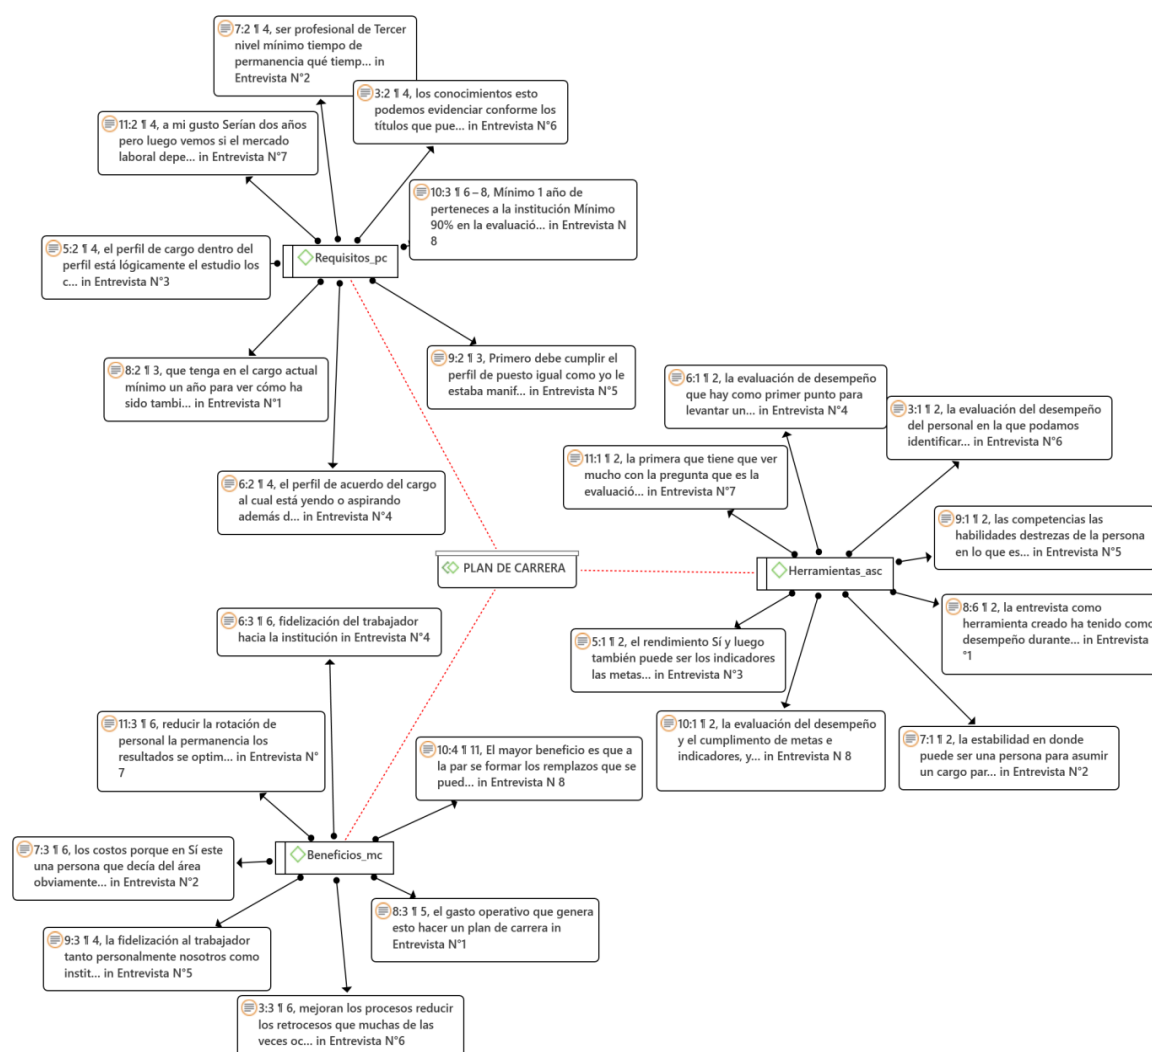 7:2 ¶ 4, ser profesional de Tercer
nivel mínimo tiempo de
permanencia qué tiemp... in
Entrevista N°2
3:2 ¶ 4, los conocimientos esto
podemos evidenciar conforme los
títulos que pue... in Entrevista N°6
11:2 ¶ 4, a mi gusto Serían dos años
pero luego vemos si el mercado
laboral depe... in Entrevista N°7
10:3 ¶ 6 – 8, Mínimo 1 año de
perteneces a la institución Mínimo
90% en la evaluació... in Entrevista N
8
5:2 ¶ 4, el perfil de cargo dentro del
perfil está lógicamente el estudio los
c... in Entrevista N°3
Requisitos_pc
8:2 ¶ 3, que tenga en el cargo actual
mínimo un año para ver cómo ha
sido tambi... in Entrevista N°1
9:2 ¶ 3, Primero debe cumplir el
perfil de puesto igual como yo le
estaba manif... in Entrevista N°5
6:2 ¶ 4, el perfil de acuerdo del cargo
al cual está yendo o aspirando
además d... in Entrevista N°4
6:1 ¶ 2, la evaluación de desempeño
que hay como primer punto para
levantar un... in Entrevista N°4
3:1 ¶ 2, la evaluación del desempeño
del personal en la que podamos
identificar... in Entrevista N°6
11:1 ¶ 2, la primera que tiene que ver
mucho con la pregunta que es la
evaluació... in Entrevista N°7
9:1 ¶ 2, las competencias las
habilidades destrezas de la persona
en lo que es... in Entrevista N°5
PLAN DE CARRERA
Herramientas_asc
8:6 ¶ 2, la entrevista como
herramienta creado ha tenido como
desempeño durante... in Entrevista
°1
5:1 ¶ 2, el rendimiento Sí y luego
también puede ser los indicadores
las metas... in Entrevista N°3
10:1 ¶ 2, la evaluación del desempeño
y el cumplimento de metas e
indicadores, y... in Entrevista N 8
7:1 ¶ 2, la estabilidad en donde
puede ser una persona para asumir
un cargo par... in Entrevista N°2
6:3 ¶ 6, fidelización del trabajador
hacia la institución in Entrevista N°4
11:3 ¶ 6, reducir la rotación de
personal la permanencia los
resultados se optim... in Entrevista N°
7
10:4 ¶ 11, El mayor beneficio es que a
la par se formar los remplazos que se
pued... in Entrevista N 8
7:3 ¶ 6, los costos porque en Sí este
una persona que decía del área
obviamente... in Entrevista N°2
Beneficios_mc
9:3 ¶ 4, la fidelización al trabajador
tanto personalmente nosotros como
instit... in Entrevista N°5
8:3 ¶ 5, el gasto operativo que genera
esto hacer un plan de carrera in
Entrevista N°1
3:3 ¶ 6, mejoran los procesos reducir
los retrocesos que muchas de las
veces oc... in Entrevista N°6